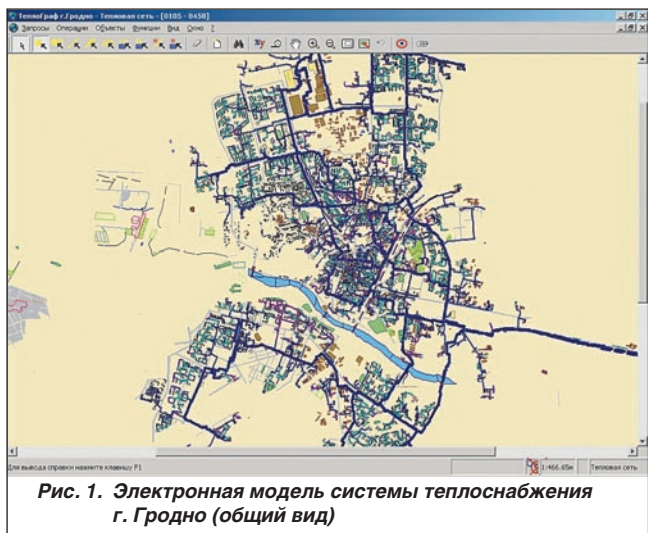 ТеплоГраф г.Гродно - Тепловая сеть - [0105 - 8458]
Запросы Операции Объекты Функции Вид Окно ?
Для вывода справки нажмите клавишу F1
1:466.65м Тепловая сеть
Рис. 1. Электронная модель системы теплоснабжения
г. Гродно (общий вид)